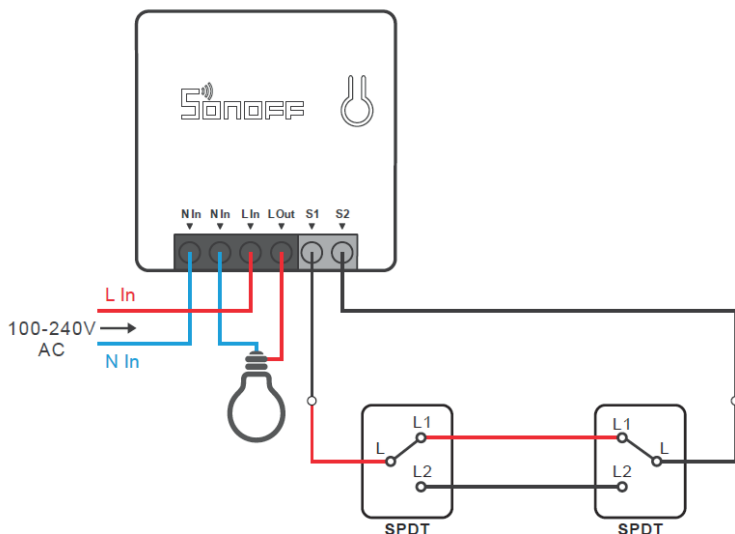 SONOFF
N In N In L In L Out S1 S2
L In
100-240V
AC
N In
L1 L1
L L
L2 L2
SPDT SPDT